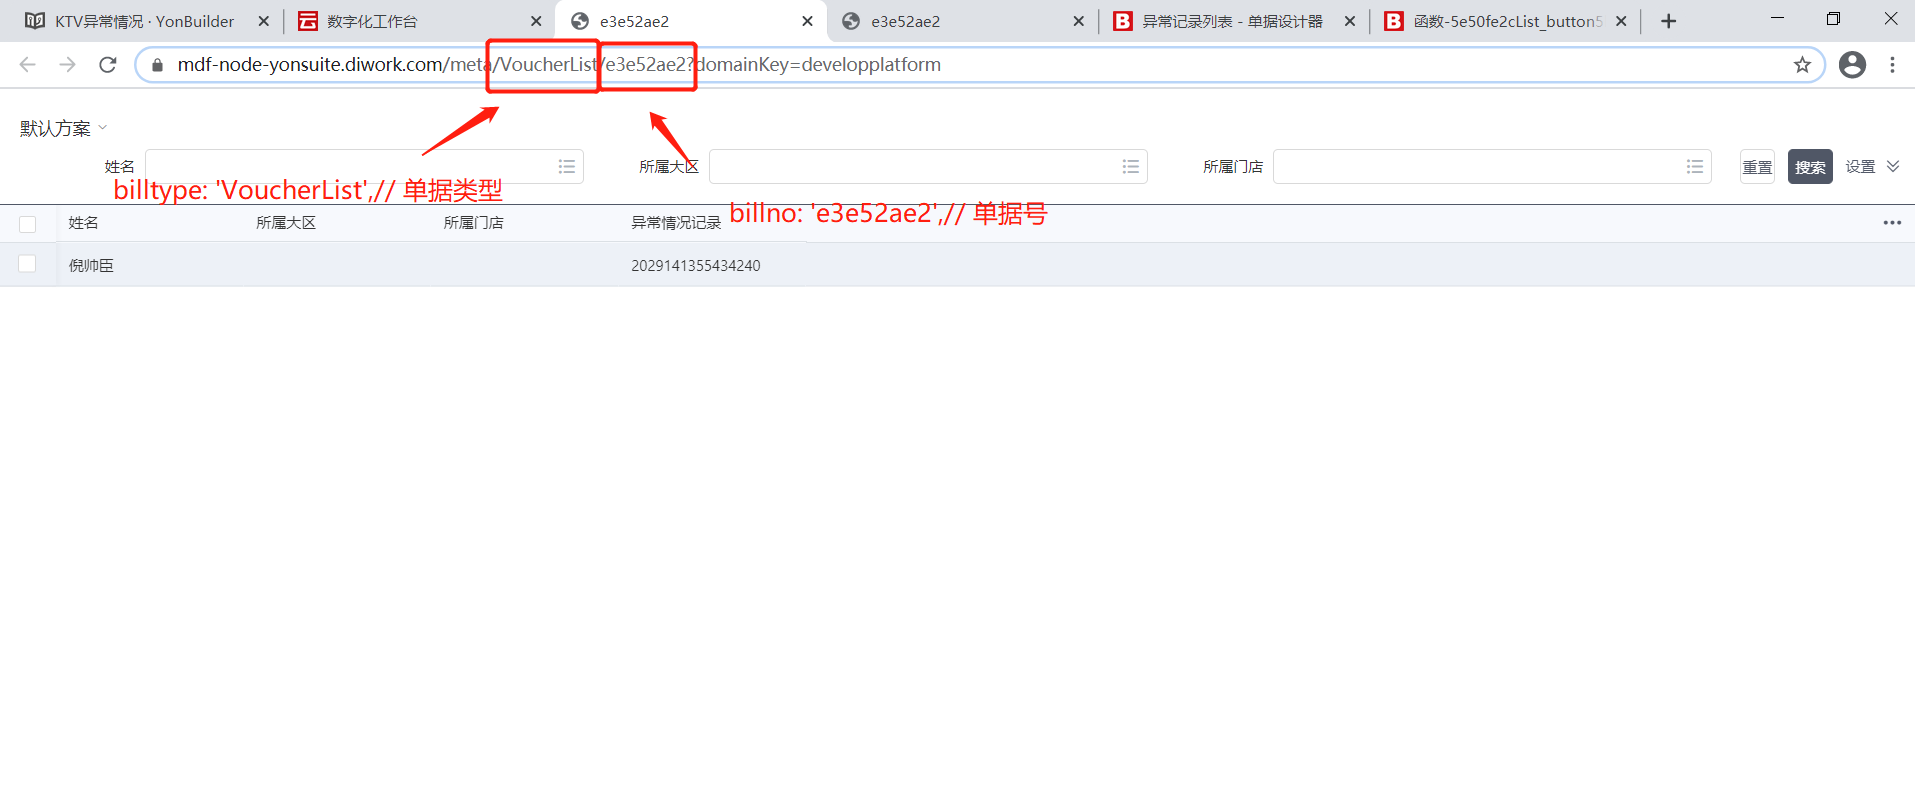 KTV异常情况 · YonBuilder
数字化工作台
e3e52ae2
e3e52ae2
异常记录列表 - 单据设计器
函数-5e50fe2cList_button5
mdf-node-yonsuite.diwork.com/meta/VoucherList/e3e52ae2?domainKey=developplatform
默认方案
姓名
所属大区
所属门店
重置
搜索
设置
billtype: 'VoucherList',// 单据类型
billno: 'e3e52ae2',// 单据号
姓名
所属大区
所属门店
异常情况记录
倪帅臣
2029141355434240